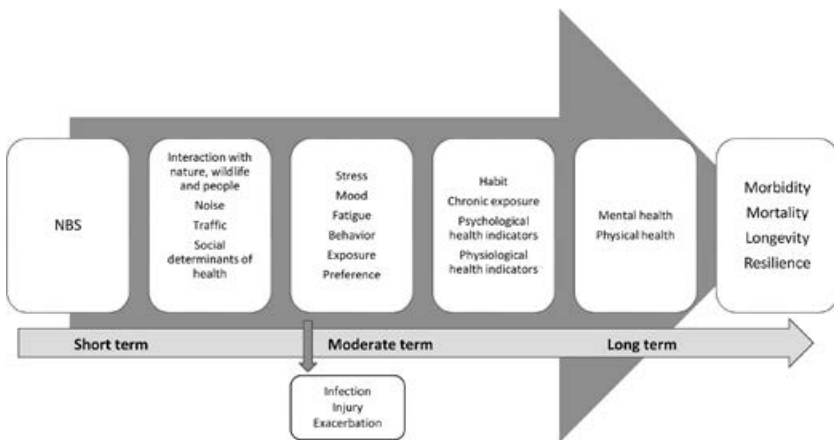 NBS
Interaction with
nature, wildlife
and people
Noise
Traffic
Social
determinants of
health
Stress
Mood
Fatigue
Behavior
Exposure
Preference
Habit
Chronic exposure
Psychological
health indicators
Physiological
health indicators
Mental health
Physical health
Morbidity
Mortality
Longevity
Resilience
Short term
Moderate term
Long term
Infection
Injury
Exacerbation